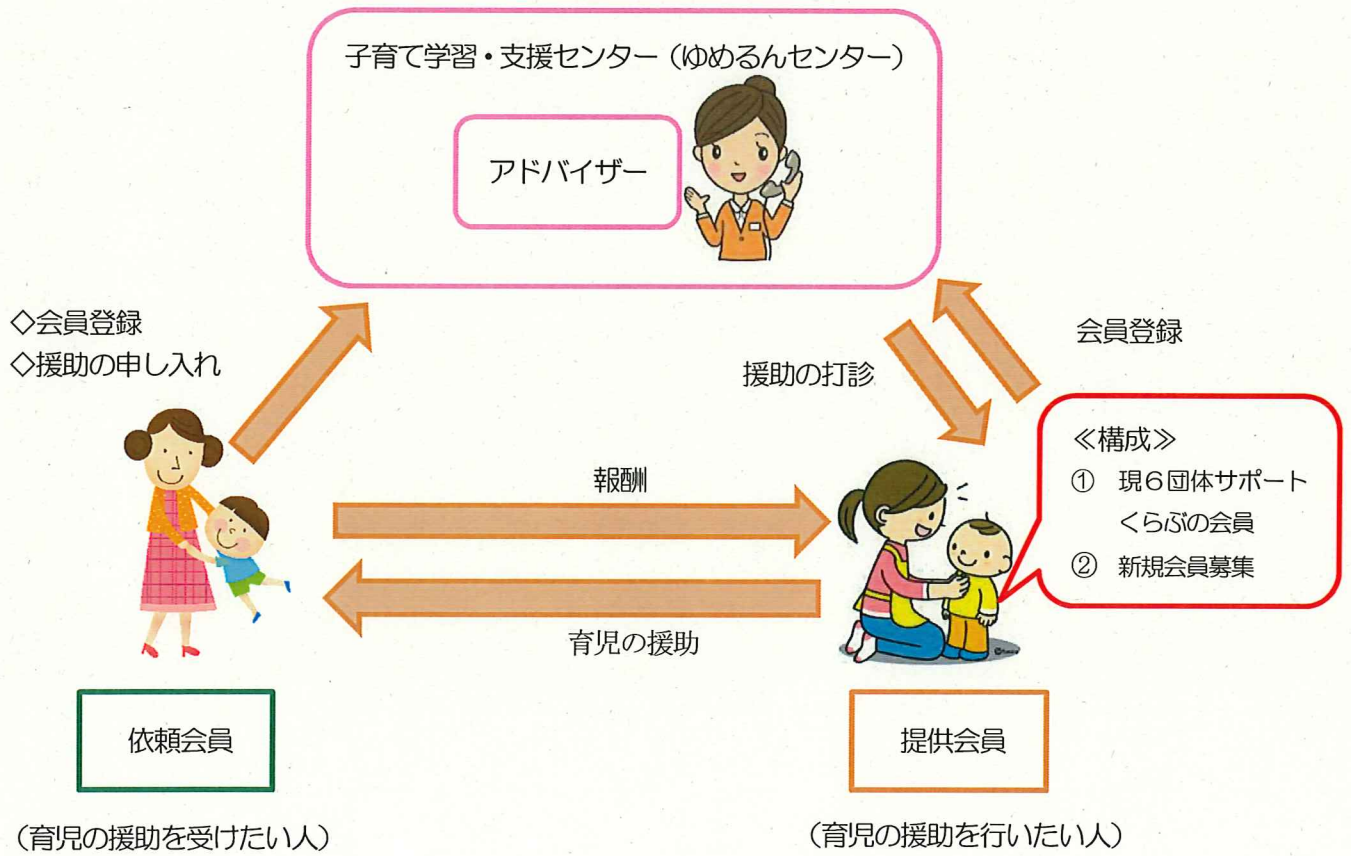 子育て学習・支援センター（ゆめるんセンター）
アドバイザー
◇会員登録
◇援助の申し入れ
援助の打診
会員登録
≪構成≫
① 現６団体サポート
くらぶの会員
② 新規会員募集
報酬
育児の援助
依頼会員
提供会員
（育児の援助を受けたい人）
（育児の援助を行いたい人）